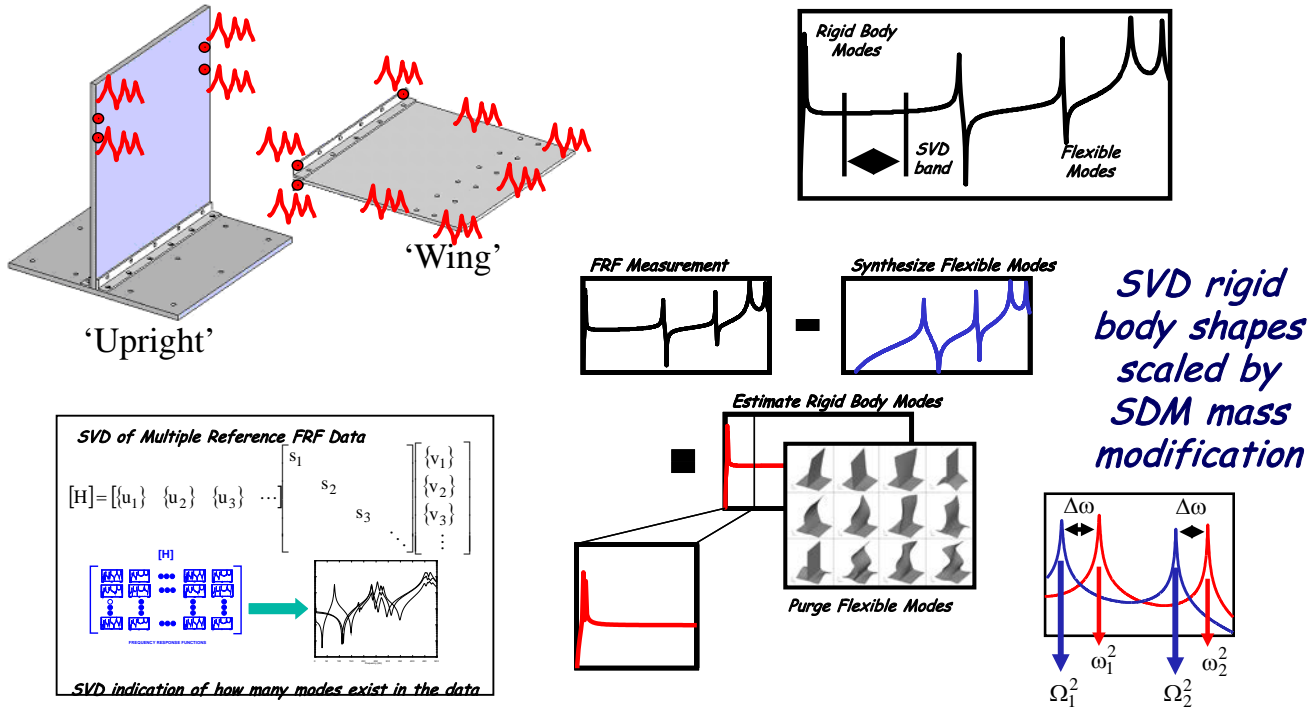 'Upright'
'Wing'
Rigid Body
Modes
SVD
band
Flexible
Modes
FRF Measurement
Synthesize Flexible Modes
Estimate Rigid Body Modes
Purge Flexible Modes
SVD rigid
body shapes
scaled by
SDM mass
modification
SVD of Multiple Reference FRF Data
[H]=[{u₁} {u₂} {u₃} ⋯]
s₁
s₂
s₃
⋱
{v₁}
{v₂}
{v₃}
⋮
[H]
FREQUENCY RESPONSE FUNCTIONS
SVD indication of how many modes exist in the data
Δω Δω
ω₁² ω₂²
Ω₁² Ω₂²